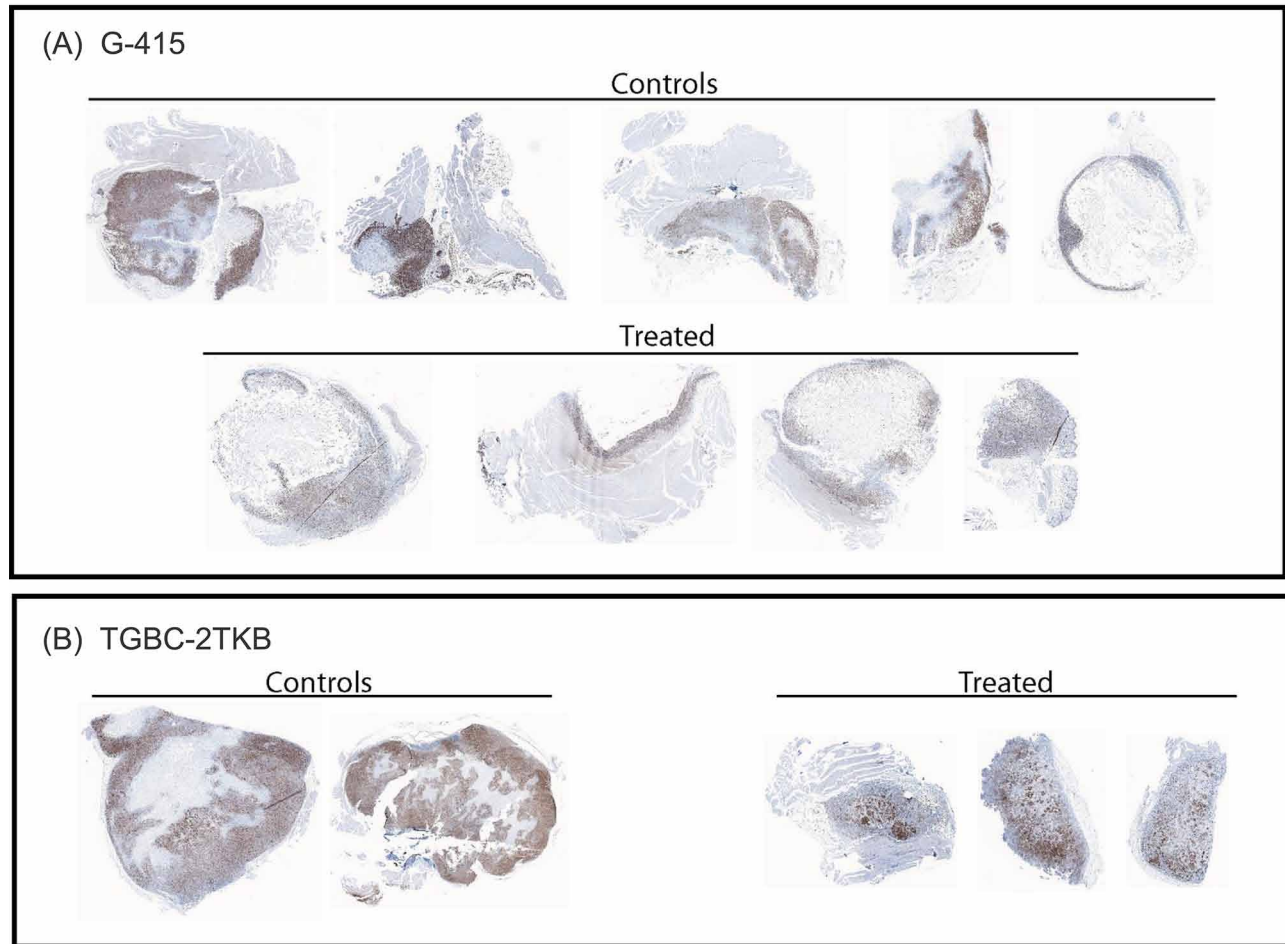 (A) G-415
Controls
Treated
(B) TGBC-2TKB
Controls
Treated